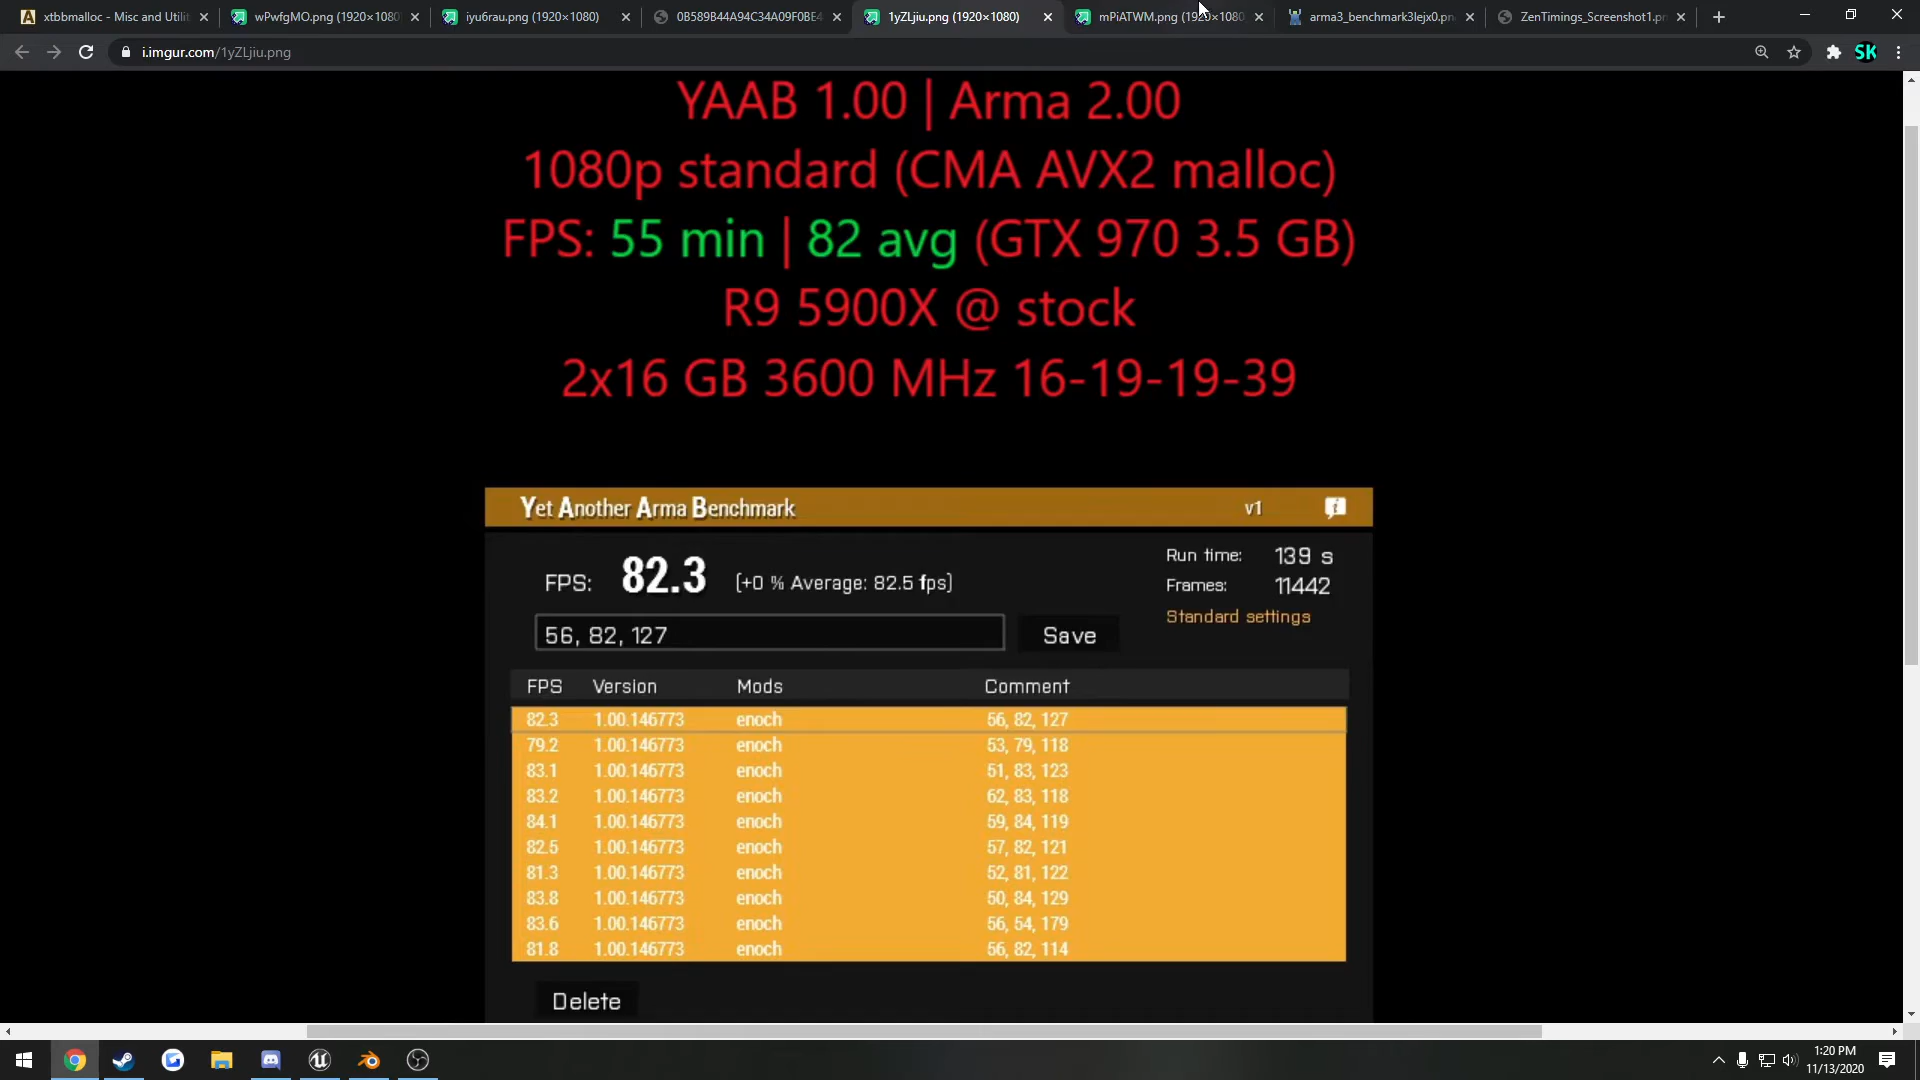 xtbbmalloc - Misc and Utilit
wPwfgMO.png (1920×1080)
iyu6rau.png (1920×1080)
0B589B44A94C34A09F0BE4
1yZLjiu.png (1920×1080)
mPiATWM.png (1920×1080)
arma3_benchmark3lejx0.pn
ZenTimings_Screenshot1.pn
i.imgur.com/1yZLjiu.png
SK
YAAB 1.00 | Arma 2.00
1080p standard (CMA AVX2 malloc)
FPS: 55 min | 82 avg (GTX 970 3.5 GB)
R9 5900X @ stock
2x16 GB 3600 MHz 16-19-19-39
Yet Another Arma Benchmark v1
FPS: 82.3 (+0 % Average: 82.5 fps)
Run time: 139 s
Frames: 11442
Standard settings
56, 82, 127 Save
FPS Version Mods Comment
82.3 1.00.146773 enoch 56, 82, 127
79.2 1.00.146773 enoch 53, 79, 118
83.1 1.00.146773 enoch 51, 83, 123
83.2 1.00.146773 enoch 62, 83, 118
84.1 1.00.146773 enoch 59, 84, 119
82.5 1.00.146773 enoch 57, 82, 121
81.3 1.00.146773 enoch 52, 81, 122
83.8 1.00.146773 enoch 50, 84, 129
83.6 1.00.146773 enoch 56, 54, 179
81.8 1.00.146773 enoch 56, 82, 114
Delete
1:20 PM
11/13/2020